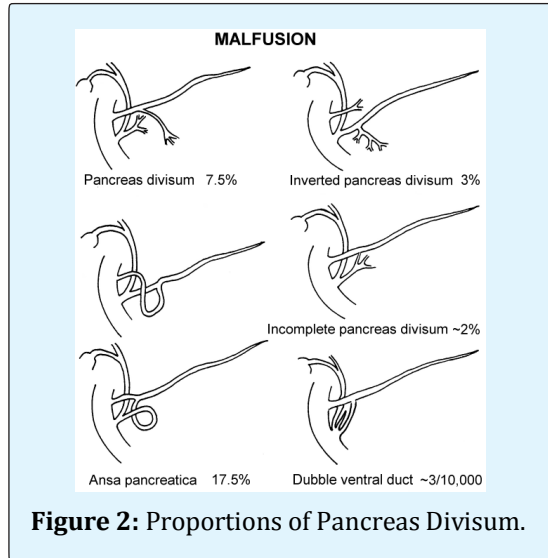 MALFUSION
Pancreas divisum 7.5%
Inverted pancreas divisum 3%
Incomplete pancreas divisum ~2%
Ansa pancreatica 17.5%
Dubble ventral duct ~3/10,000
Figure 2: Proportions of Pancreas Divisum.